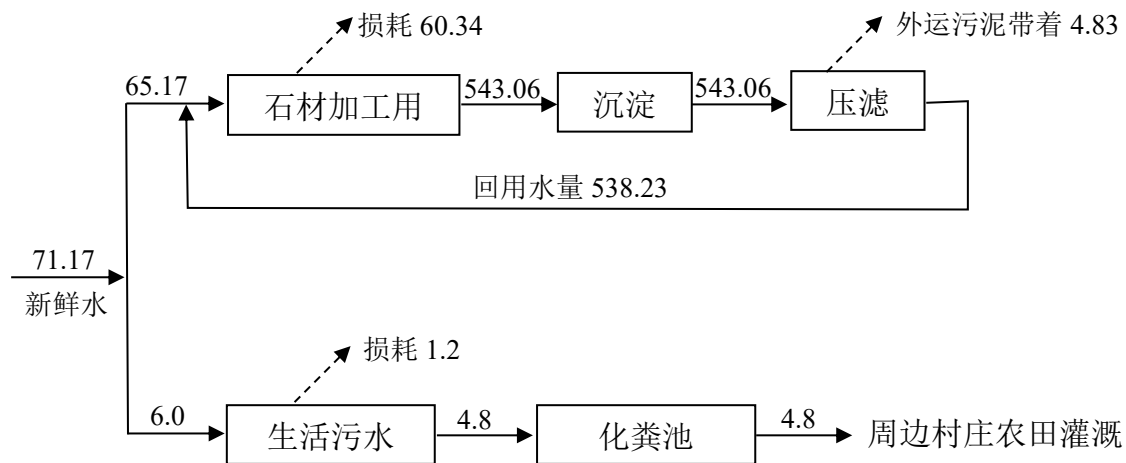 损耗 60.34
外运污泥带着 4.83
65.17
石材加工用
543.06
沉淀
543.06
压滤
回用水量 538.23
71.17
新鲜水
损耗 1.2
6.0
生活污水
4.8
化粪池
4.8
周边村庄农田灌溉